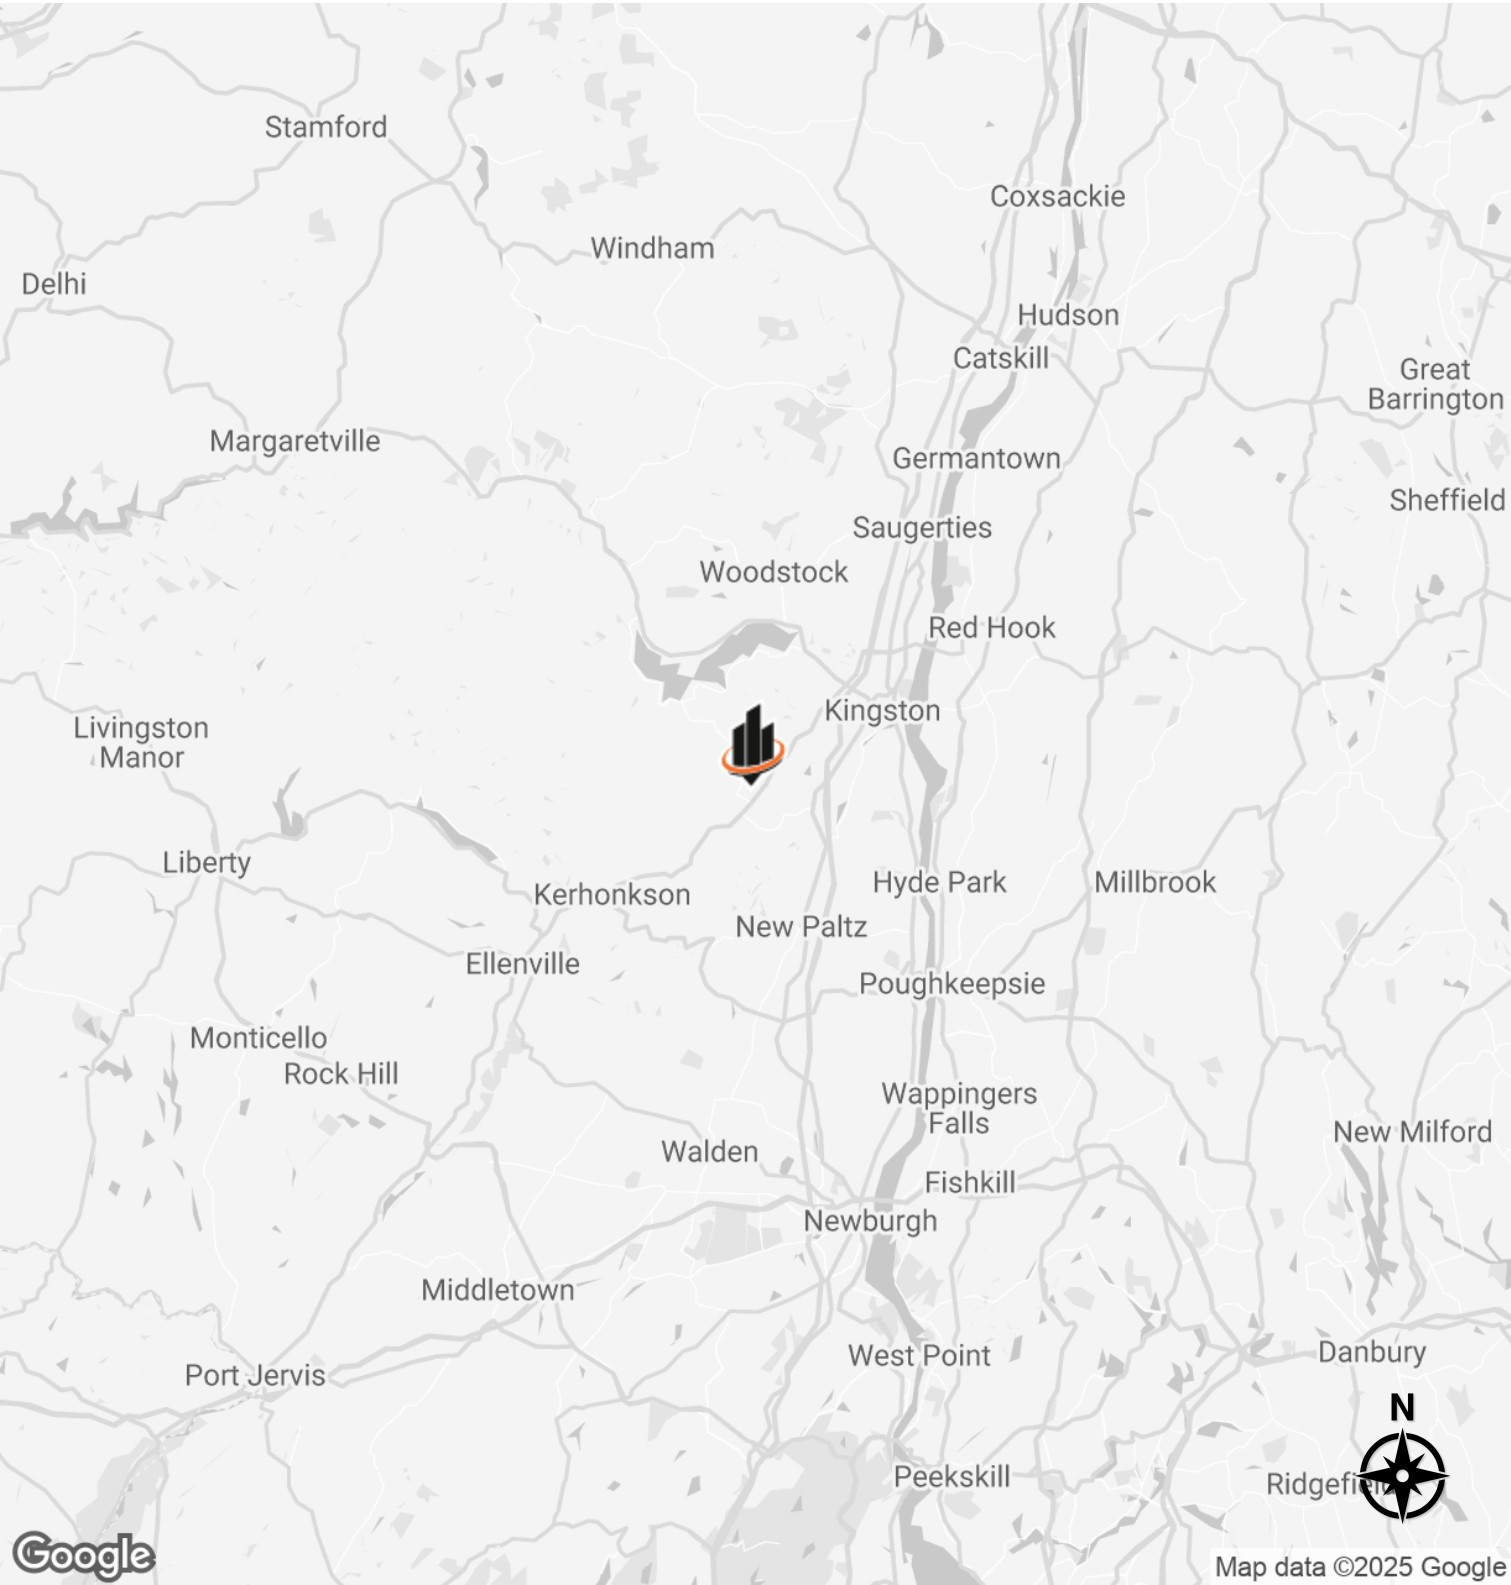 Stamford
Coxsackie
Windham
Delhi
Hudson
Catskill
Great
Barrington
Margaretville
Germantown
Sheffield
Saugerties
Woodstock
Red Hook
Kingston
Livingston
Manor
Liberty
Hyde Park
Millbrook
Kerhonkson
New Paltz
Ellenville
Poughkeepsie
Monticello
Rock Hill
Wappingers
Falls
New Milford
Walden
Fishkill
Newburgh
Middletown
West Point
Danbury
Port Jervis
N
Peekskill
Ridgefield
Google
Map data ©2025 Google